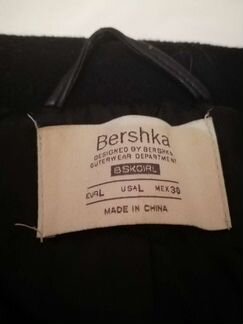 Bershka
DESIGNED BY BERSHKA
OUTERWEAR DEPARTMENT
BSKGIRL
EUR L USA L MEX 30
MADE IN CHINA